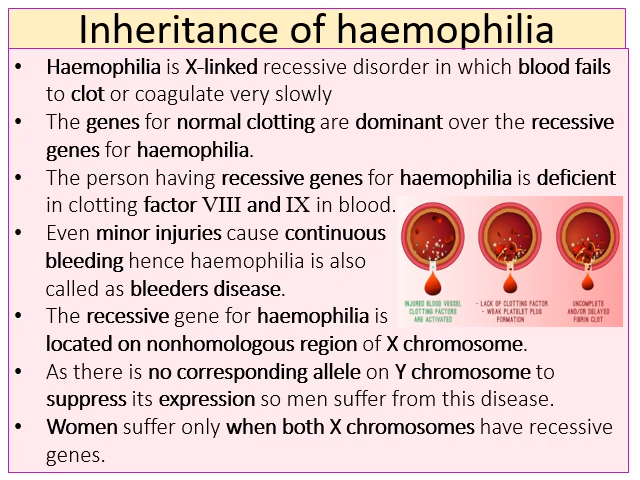 Inheritance of haemophilia
• Haemophilia is X-linked recessive disorder in which blood fails
to clot or coagulate very slowly
• The genes for normal clotting are dominant over the recessive
genes for haemophilia.
• The person having recessive genes for haemophilia is deficient
in clotting factor VIII and IX in blood.
• Even minor injuries cause continuous
bleeding hence haemophilia is also
called as bleeders disease.
• The recessive gene for haemophilia is
located on nonhomologous region of X chromosome.
• As there is no corresponding allele on Y chromosome to
suppress its expression so men suffer from this disease.
• Women suffer only when both X chromosomes have recessive
genes.
INJURED BLOOD VESSEL
CLOTTING FACTORS
ARE ACTIVATED
- LACK OF CLOTTING FACTOR
- WEAK PLATELET PLUG
FORMATION
UNCOMPLETE
AND/OR DELAYED
FIBRIN CLOT